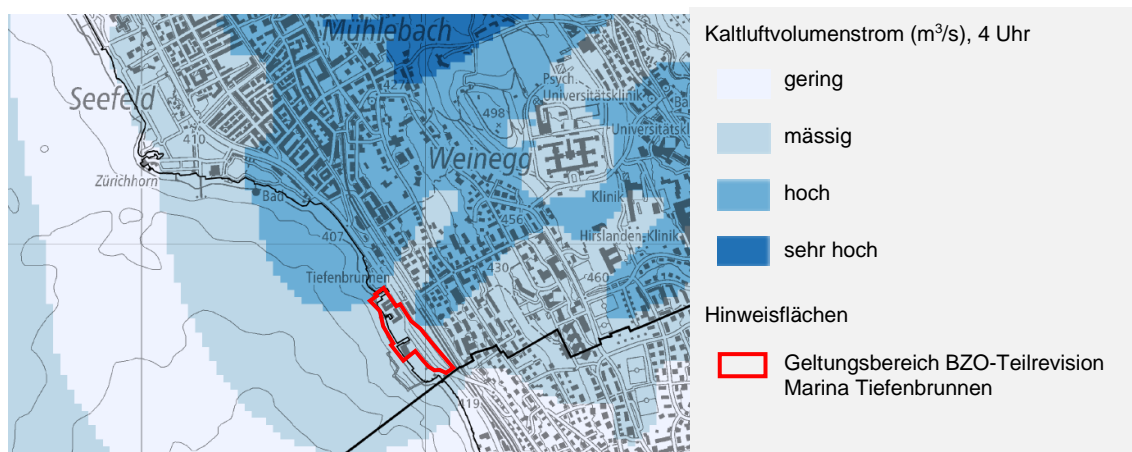 Mühlebach
427
Seefeld
Psych.
Universitätsklinik
498
410
Weinegg
Zürichhorn
Bad
Klinik
456
407
Hirslanden-Klinik
Tiefenbrunnen
430
460
419
Kaltluftvolumenstrom (m³/s), 4 Uhr
gering
mässig
hoch
sehr hoch
Hinweisflächen
Geltungsbereich BZO-Teilrevision
Marina Tiefenbrunnen